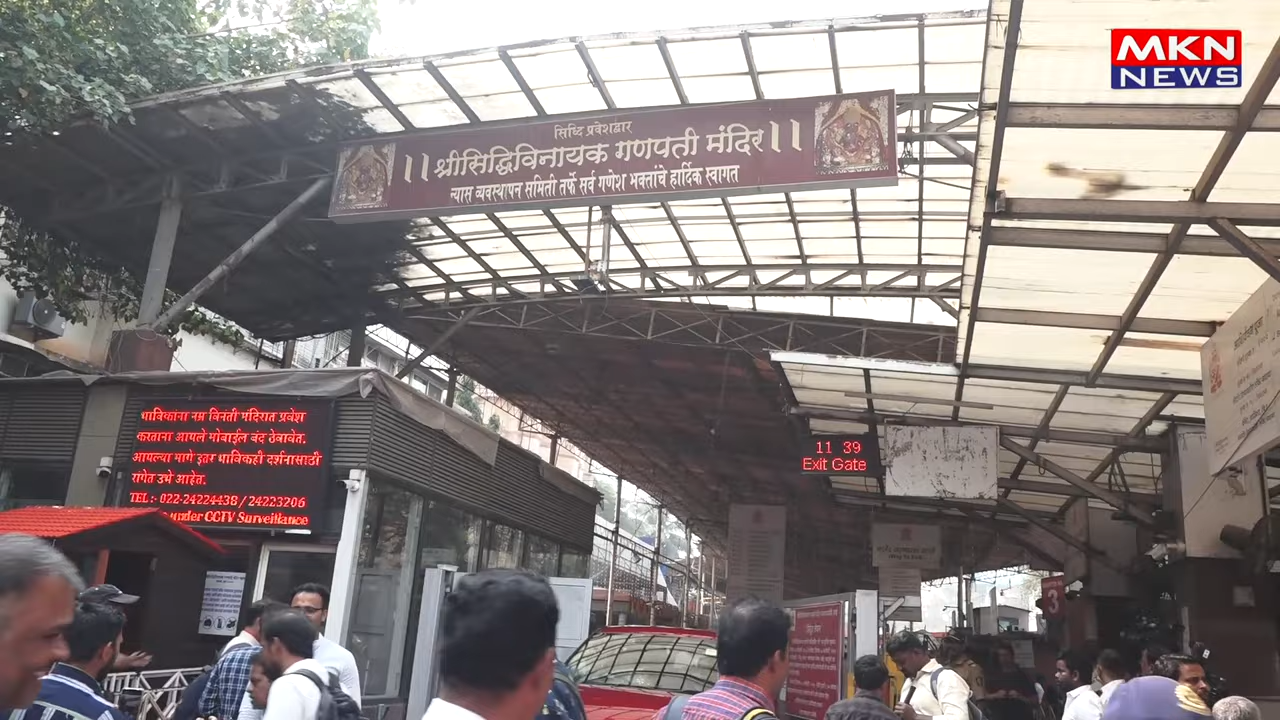 MKN
NEWS
सिध्दि प्रवेशद्वार
।। श्रीसिद्धिविनायक गणपती मंदिर ।।
न्यास व्यवस्थापन समिती तर्फे सर्व गणेश भक्तांचे हार्दिक स्वागत
भाविकांना नम्र विनंती मंदिरात प्रवेश
करताना आपले मोबाईल बंद ठेवावेत.
आपल्या मागे इतर भाविकही दर्शनासाठी
रांगेत उभे आहेत.
TEL :- 022-24224438 / 24223206
under CCTV Surveillance
11 39
Exit Gate
3